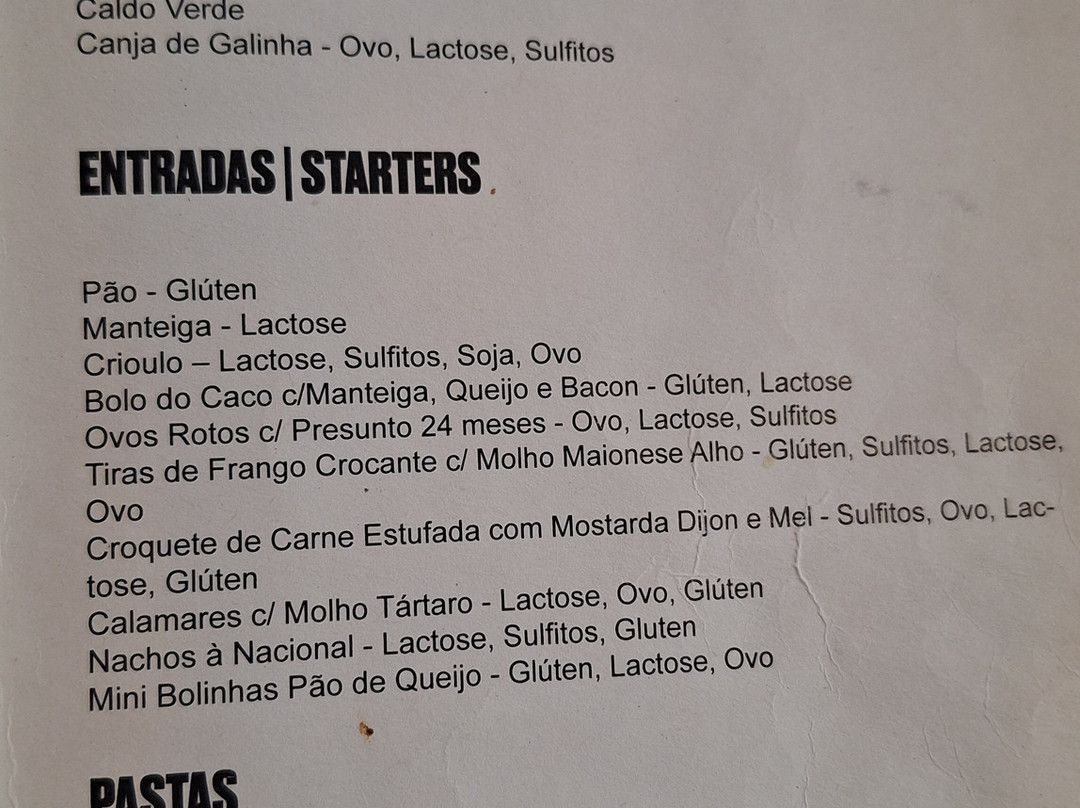 Caldo Verde
Canja de Galinha - Ovo, Lactose, Sulfitos
ENTRADAS|STARTERS
Pão - Glúten
Manteiga - Lactose
Crioulo – Lactose, Sulfitos, Soja, Ovo
Bolo do Caco c/Manteiga, Queijo e Bacon - Glúten, Lactose
Ovos Rotos c/ Presunto 24 meses - Ovo, Lactose, Sulfitos
Tiras de Frango Crocante c/ Molho Maionese Alho - Glúten, Sulfitos, Lactose,
Ovo
Croquete de Carne Estufada com Mostarda Dijon e Mel - Sulfitos, Ovo, Lac-
tose, Glúten
Calamares c/ Molho Tártaro - Lactose, Ovo, Glúten
Nachos à Nacional - Lactose, Sulfitos, Gluten
Mini Bolinhas Pão de Queijo - Glúten, Lactose, Ovo
PASTAS